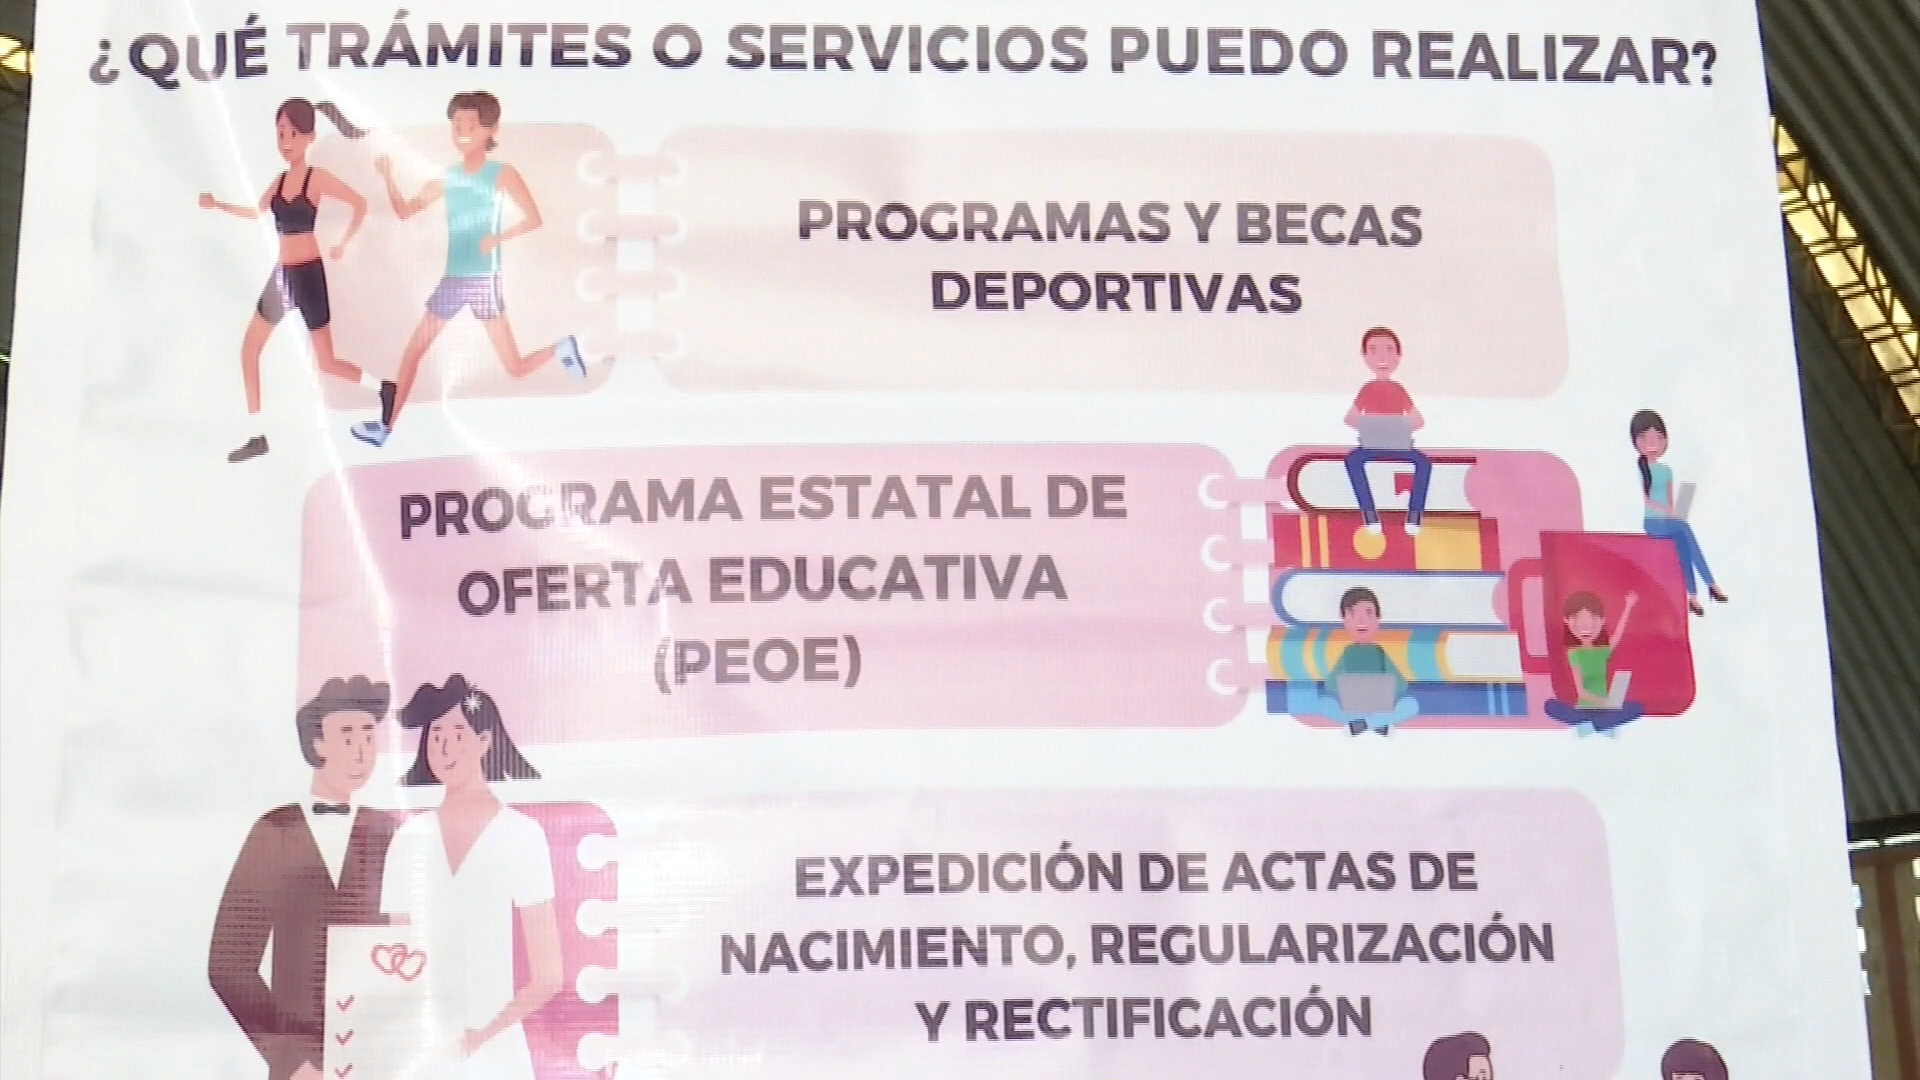 ¿QUÉ TRÁMITES O SERVICIOS PUEDO REALIZAR?
PROGRAMAS Y BECAS
DEPORTIVAS
PROGRAMA ESTATAL DE
OFERTA EDUCATIVA
(PEOE)
EXPEDICIÓN DE ACTAS DE
NACIMIENTO, REGULARIZACIÓN
Y RECTIFICACIÓN